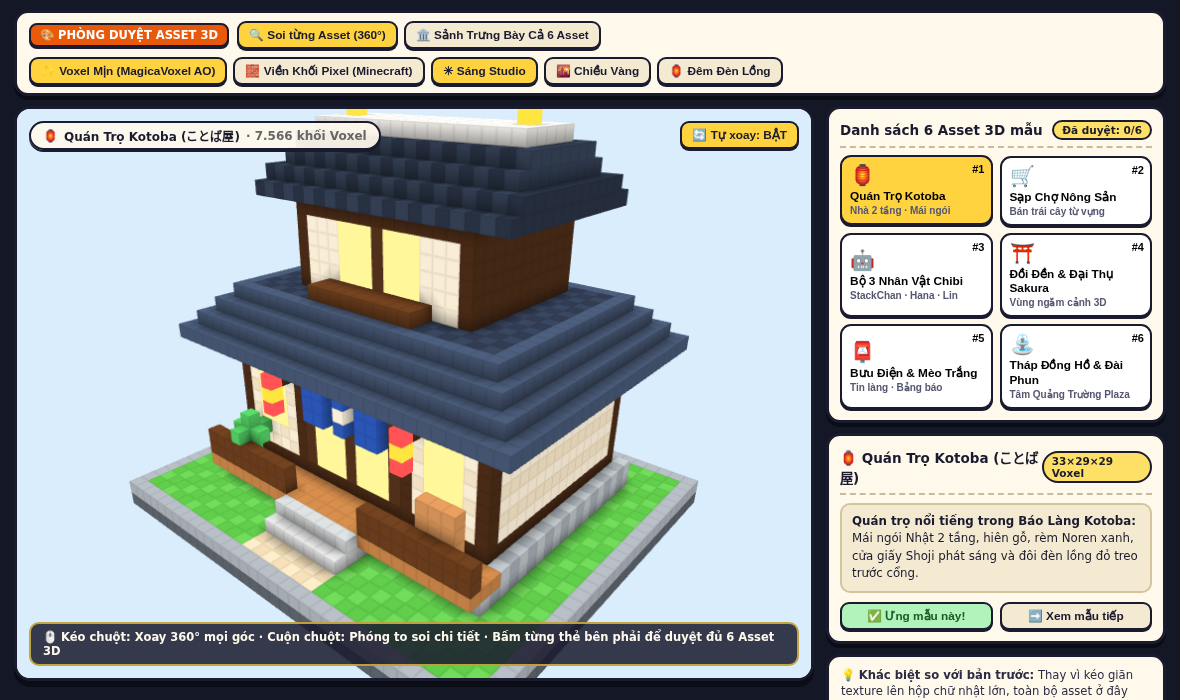 🎨 PHÒNG DUYỆT ASSET 3D
🔍 Soi từng Asset (360°)
🏛️ Sảnh Trưng Bày Cả 6 Asset
✨ Voxel Mịn (MagicaVoxel AO)
🧱 Viền Khối Pixel (Minecraft)
☀ Sáng Studio
🌇 Chiều Vàng
🏮 Đêm Đèn Lồng
🏮 Quán Trọ Kotoba (ことば屋) · 7.566 khối Voxel
🔄 Tự xoay: BẬT
🖱️ Kéo chuột: Xoay 360° mọi góc · Cuộn chuột: Phóng to soi chi tiết · Bấm từng thẻ bên phải để duyệt đủ 6 Asset
3D
Danh sách 6 Asset 3D mẫu
Đã duyệt: 0/6
🏮 #1
Quán Trọ Kotoba
Nhà 2 tầng · Mái ngói
🛒 #2
Sạp Chợ Nông Sản
Bán trái cây từ vựng
🤖 #3
Bộ 3 Nhân Vật Chibi
StackChan · Hana · Lin
⛩️ #4
Đồi Đền & Đại Thụ
Sakura
Vùng ngắm cảnh 3D
📮 #5
Bưu Điện & Mèo Trắng
Tin làng · Bảng báo
⛲ #6
Tháp Đồng Hồ & Đài
Phun
Tâm Quảng Trường Plaza
🏮 Quán Trọ Kotoba (ことば
屋)
33×29×29
Voxel
Quán trọ nổi tiếng trong Báo Làng Kotoba:
Mái ngói Nhật 2 tầng, hiên gỗ, rèm Noren xanh,
cửa giấy Shoji phát sáng và đôi đèn lồng đỏ treo
trước cổng.
✅ Ưng mẫu này!
➡️ Xem mẫu tiếp
💡 Khác biệt so với bản trước: Thay vì kéo giãn
texture lên hộp chữ nhật lớn, toàn bộ asset ở đây